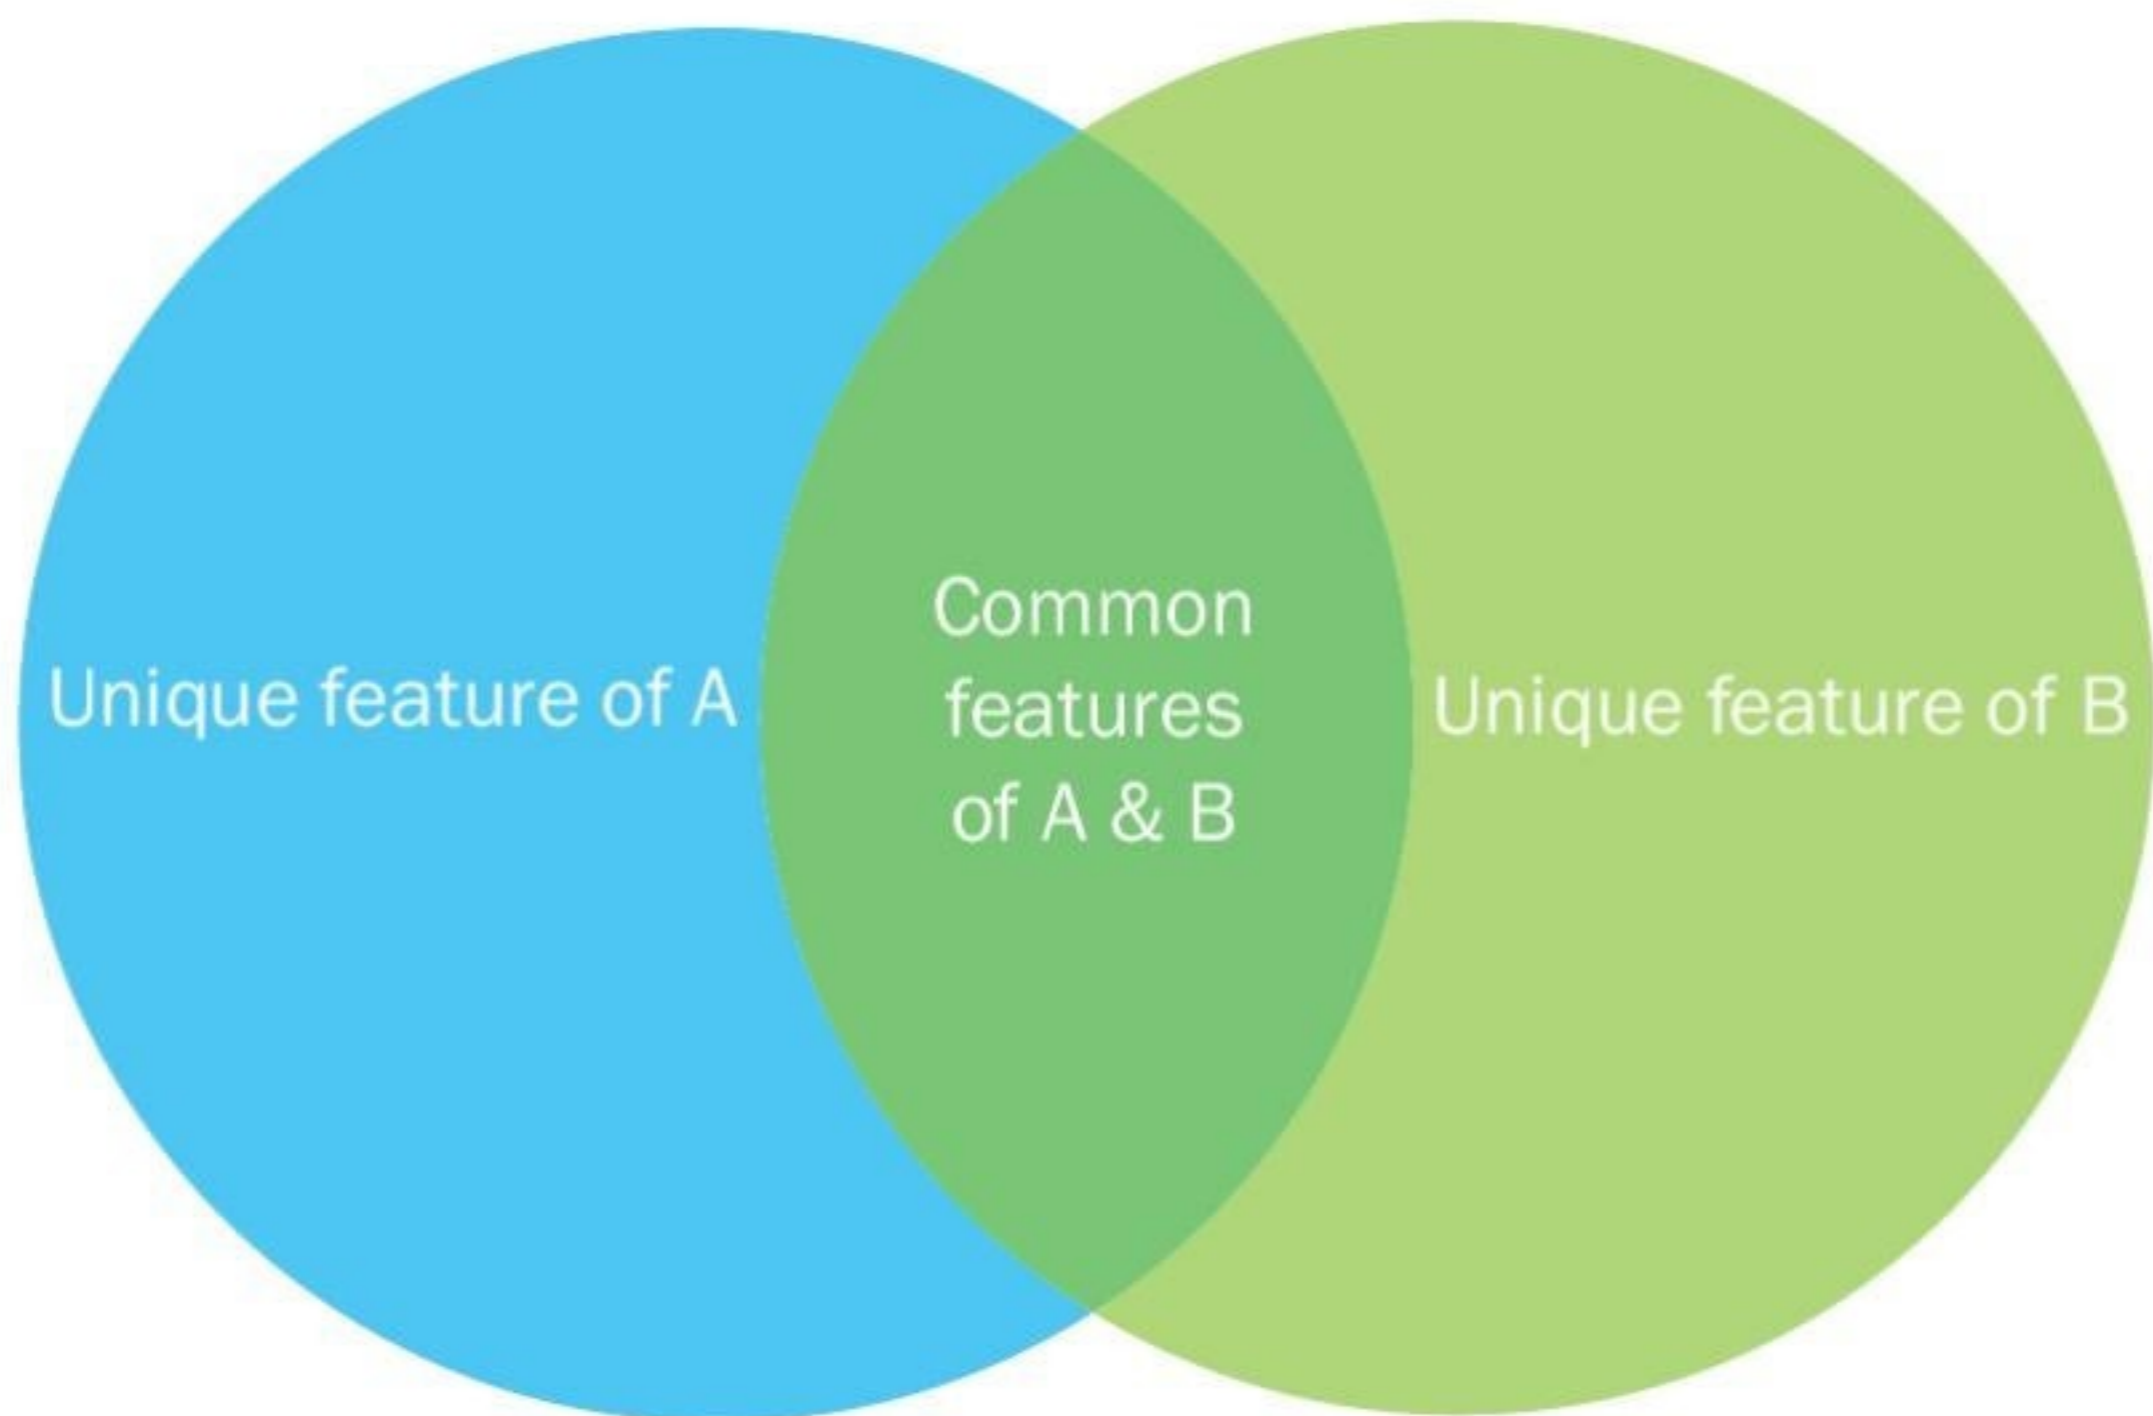 Unique feature of A
Common
features
of A & B
Unique feature of B